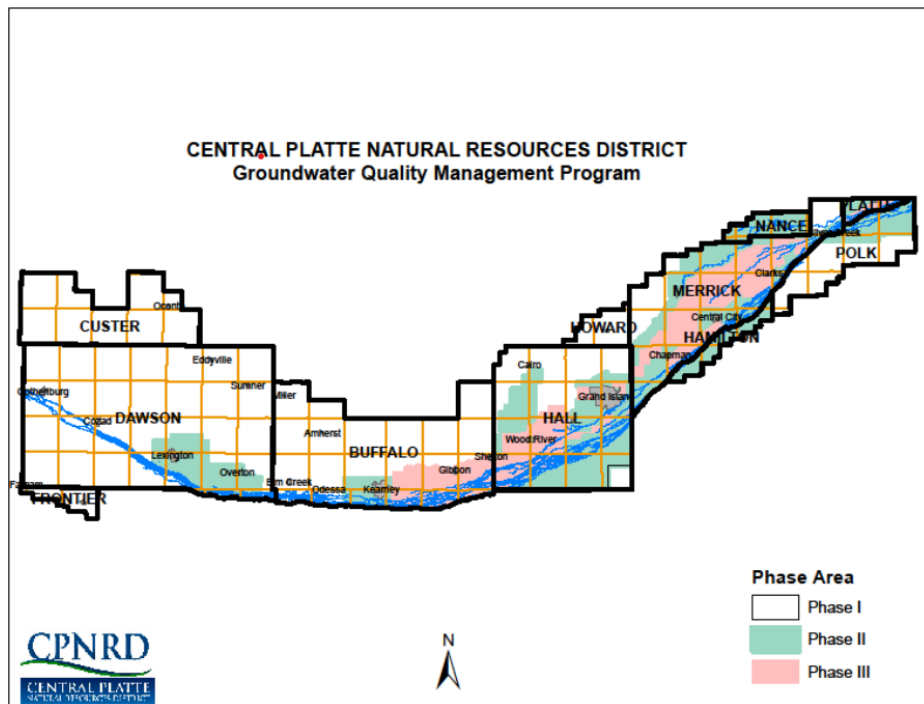 CENTRAL PLATTE NATURAL RESOURCES DISTRICT
Groundwater Quality Management Program
PLATTE
NANCE
POLK
Clarks
MERRICK
Central City
HOWARD
HAMILTON
Chapman
CUSTER
Eddyville
Cairo
Sumner
Miller
Grand Island
Gothenburg
Cozad
DAWSON
HALL
Amherst
Wood River
BUFFALO
Lexington
Shelton
Gibbon
Overton
Elm Creek
Odessa
Kearney
Farnam
FRONTIER
Phase Area
Phase I
Phase II
Phase III
N
CPNRD
CENTRAL PLATTE
NATURAL RESOURCES DISTRICT